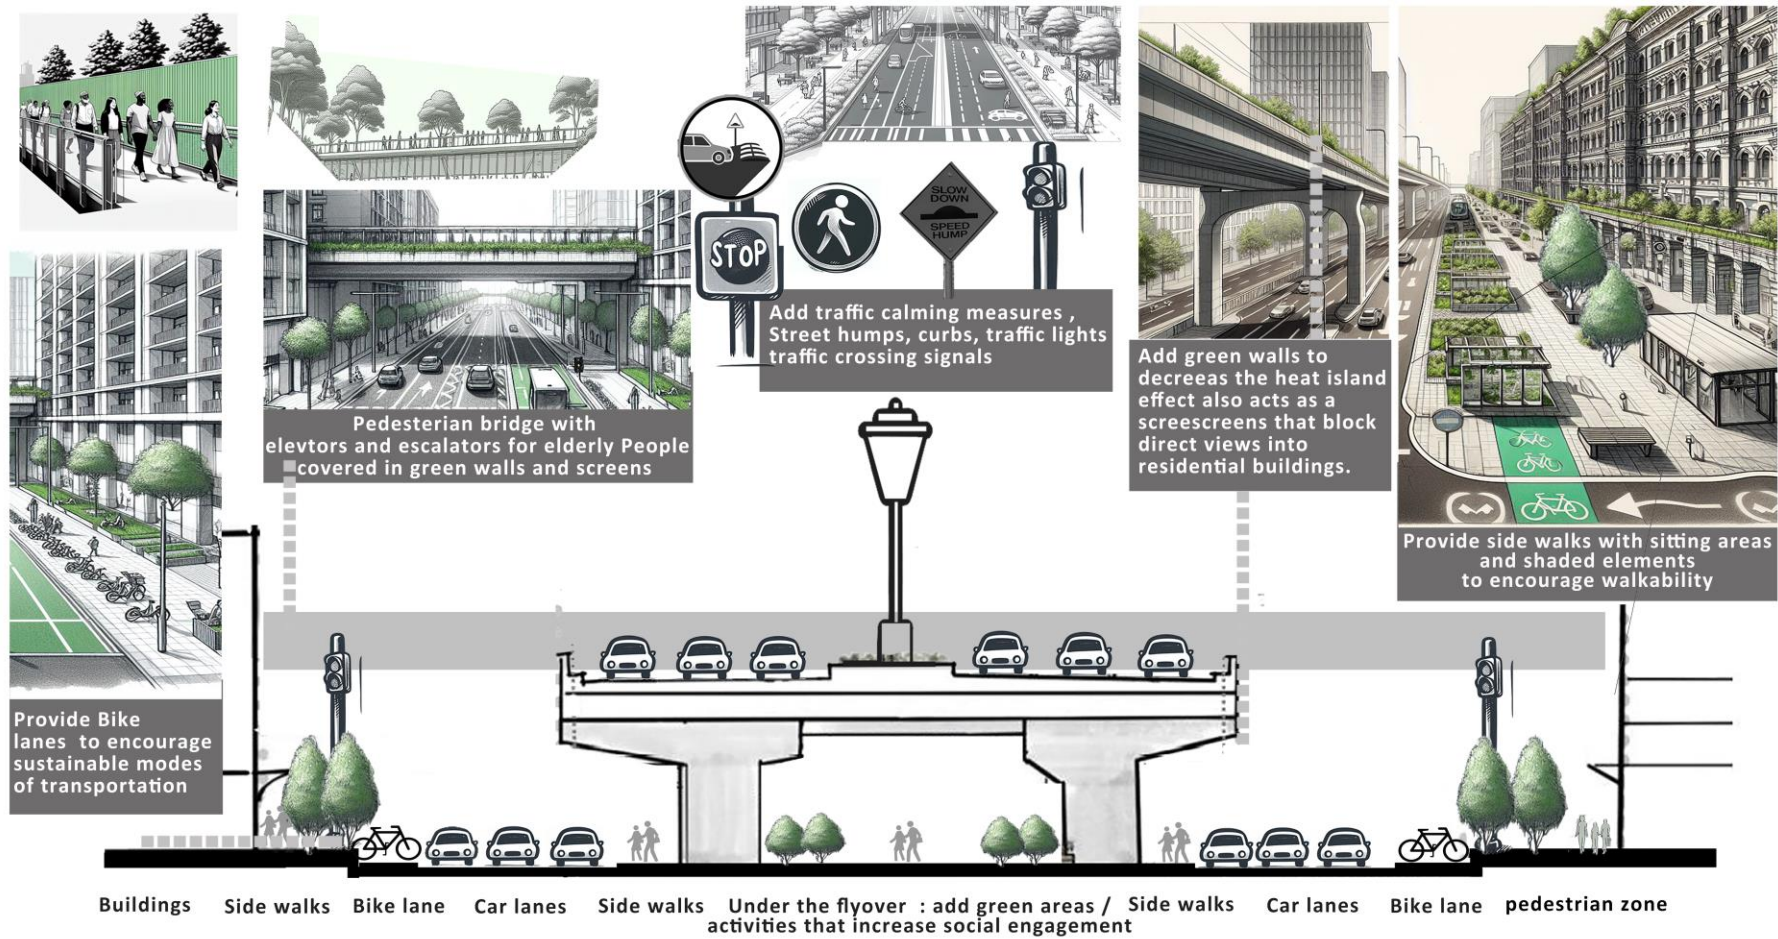 STOP
SLOW
DOWN
SPEED
HUMP
Add traffic calming measures ,
Street humps, curbs, traffic lights
traffic crossing signals
Add green walls to
decreeas the heat island
effect also acts as a
screescreens that block
direct views into
residential buildings.
Pedesterian bridge with
elevtors and escalators for elderly People
covered in green walls and screens
Provide side walks with sitting areas
and shaded elements
to encourage walkability
Provide Bike
lanes to encourage
sustainable modes
of transportation
Buildings
Side walks
Bike lane
Car lanes
Side walks
Under the flyover : add green areas /
activities that increase social engagement
Side walks
Car lanes
Bike lane
pedestrian zone